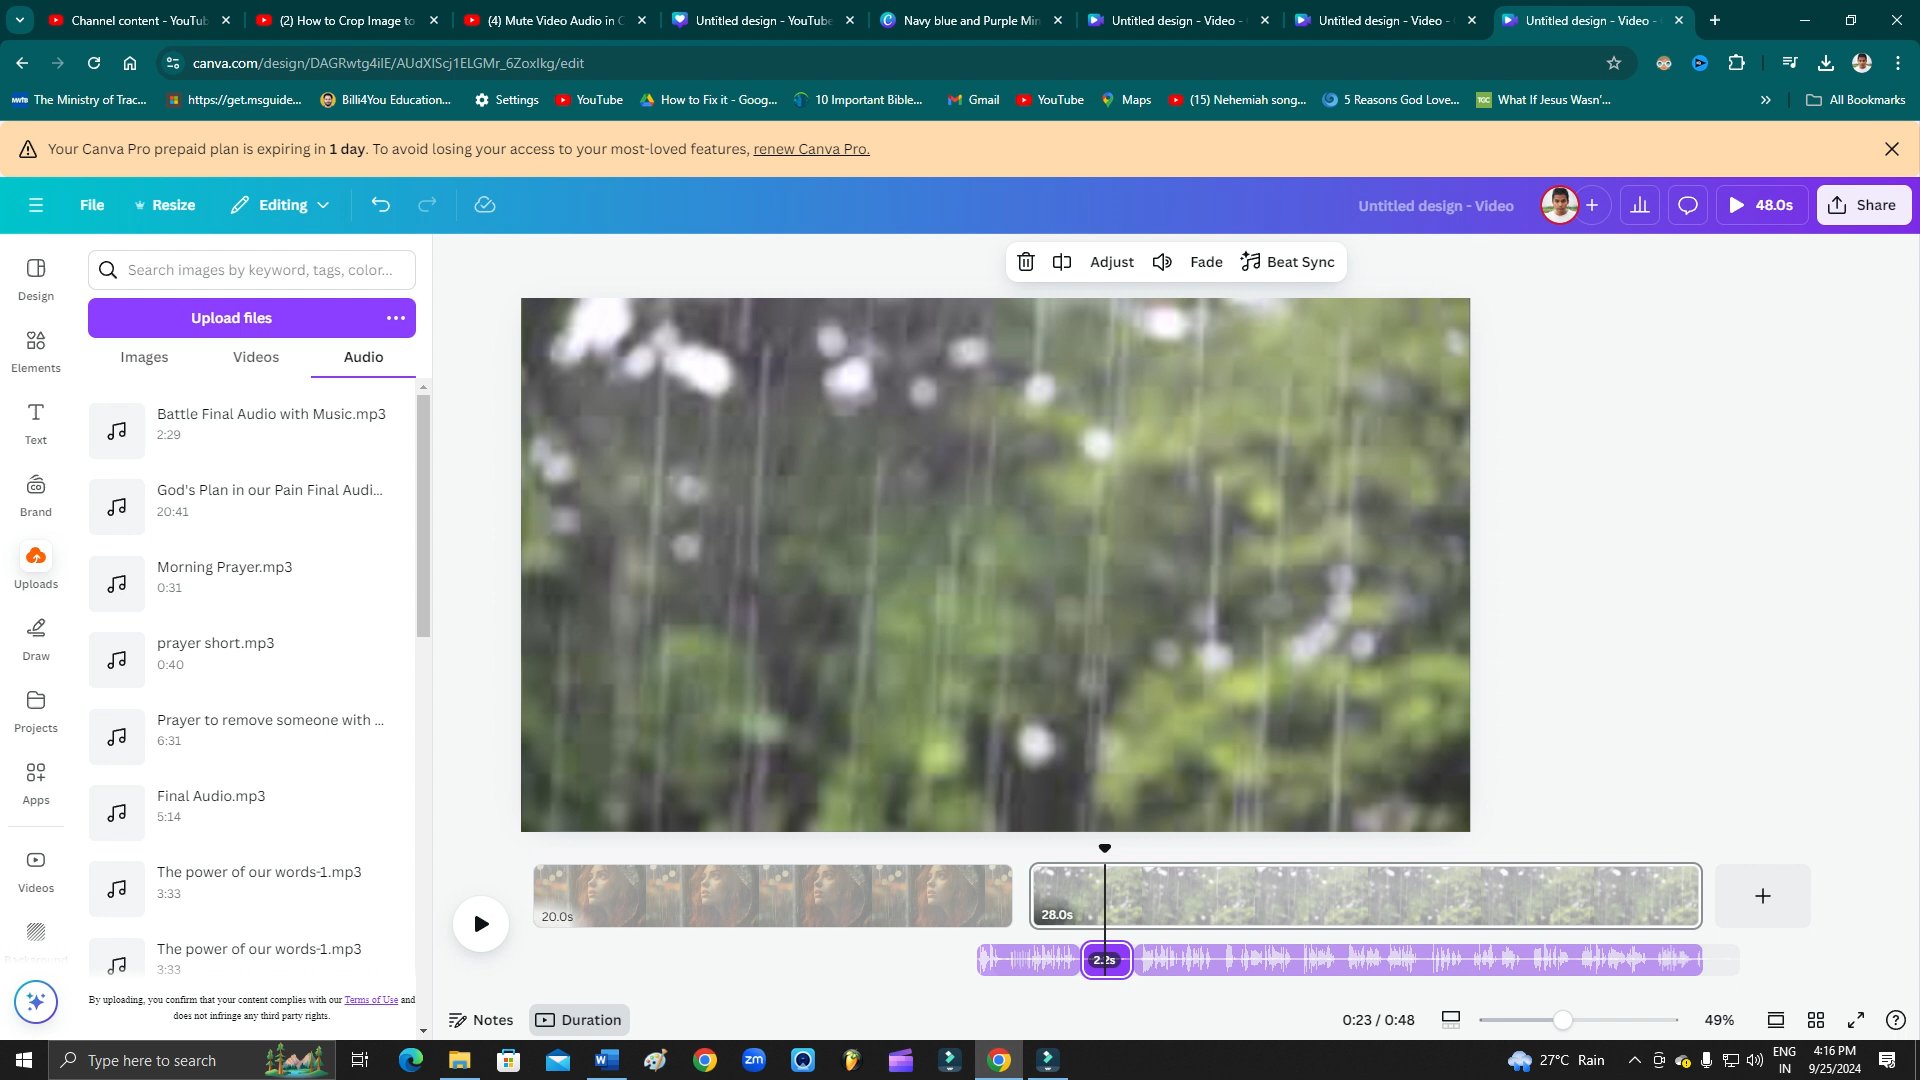 Channel content - YouTub
(2) How to Crop Image to
(4) Mute Video Audio in C
Untitled design - YouTube
Navy blue and Purple Min
Untitled design - Video -
Untitled design - Video -
Untitled design - Video -
canva.com/design/DAGRwtg4iIE/AUdXlScj1ELGMr_6ZoxIkg/edit
The Ministry of Trac...
https://get.msguide...
Billi4You Education...
Settings
YouTube
How to Fix it - Goog...
10 Important Bible...
Gmail
YouTube
Maps
(15) Nehemiah song...
5 Reasons God Love...
What If Jesus Wasn'...
All Bookmarks
Your Canva Pro prepaid plan is expiring in 1 day. To avoid losing your access to your most-loved features, renew Canva Pro.
File
Resize
Editing
Untitled design - Video
48.0s
Share
Design
Elements
Text
Brand
Uploads
Draw
Projects
Apps
Videos
Background
Search images by keyword, tags, color...
Upload files
Images
Videos
Audio
Battle Final Audio with Music.mp3
2:29
God's Plan in our Pain Final Audi...
20:41
Morning Prayer.mp3
0:31
prayer short.mp3
0:40
Prayer to remove someone with ...
6:31
Final Audio.mp3
5:14
The power of our words-1.mp3
3:33
The power of our words-1.mp3
3:33
By uploading, you confirm that your content complies with our Terms of Use and
does not infringe any third party rights.
Adjust
Fade
Beat Sync
20.0s
28.0s
2.2s
Notes
Duration
0:23 / 0:48
49%
Type here to search
27°C Rain
ENG
IN
4:16 PM
9/25/2024